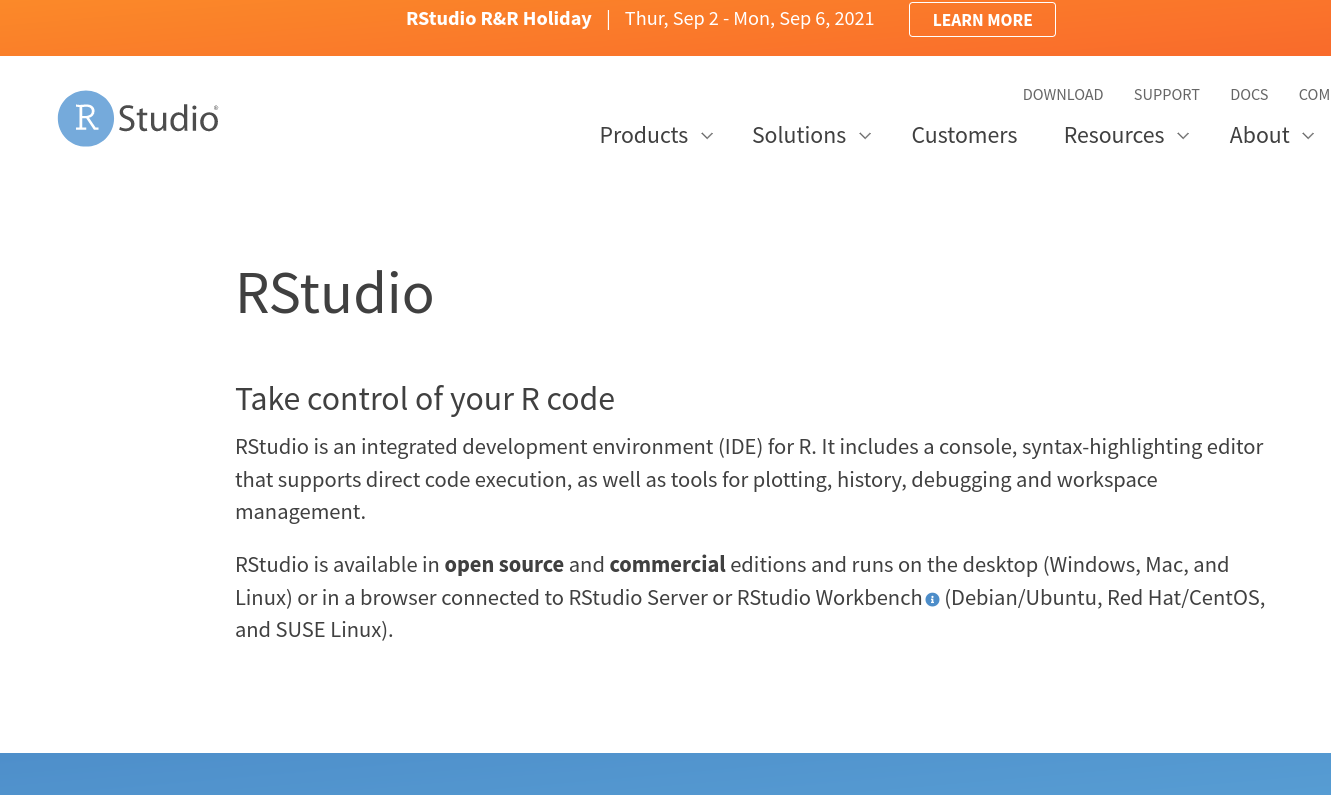 RStudio R&R Holiday | Thur, Sep 2 - Mon, Sep 6, 2021 LEARN MORE
DOWNLOAD SUPPORT DOCS COM
R Studio®
Products Solutions Customers Resources About
RStudio
Take control of your R code
RStudio is an integrated development environment (IDE) for R. It includes a console, syntax-highlighting editor
that supports direct code execution, as well as tools for plotting, history, debugging and workspace
management.
RStudio is available in open source and commercial editions and runs on the desktop (Windows, Mac, and
Linux) or in a browser connected to RStudio Server or RStudio Workbench (Debian/Ubuntu, Red Hat/CentOS,
and SUSE Linux).